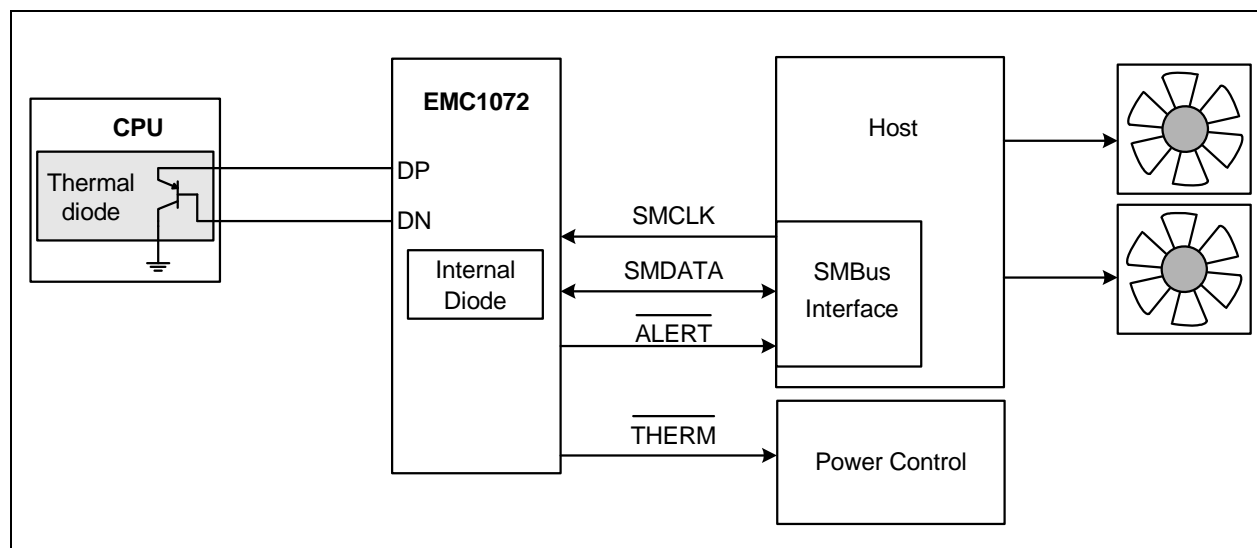 CPU
Thermal
diode
EMC1072
DP
DN
Internal
Diode
SMCLK
SMDATA
ALERT
THERM
Host
SMBus
Interface
Power Control